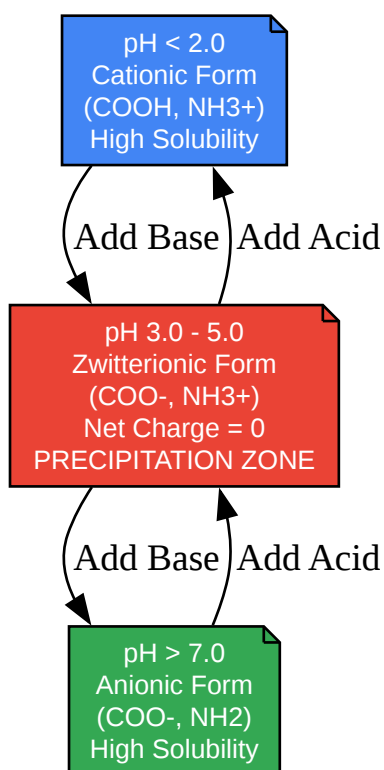 pH < 2.0
Cationic Form
(COOH, NH3+)
High Solubility
Add Base
Add Acid
pH 3.0 - 5.0
Zwitterionic Form
(COO-, NH3+)
Net Charge = 0
PRECIPITATION ZONE
Add Base
Add Acid
pH > 7.0
Anionic Form
(COO-, NH2)
High Solubility